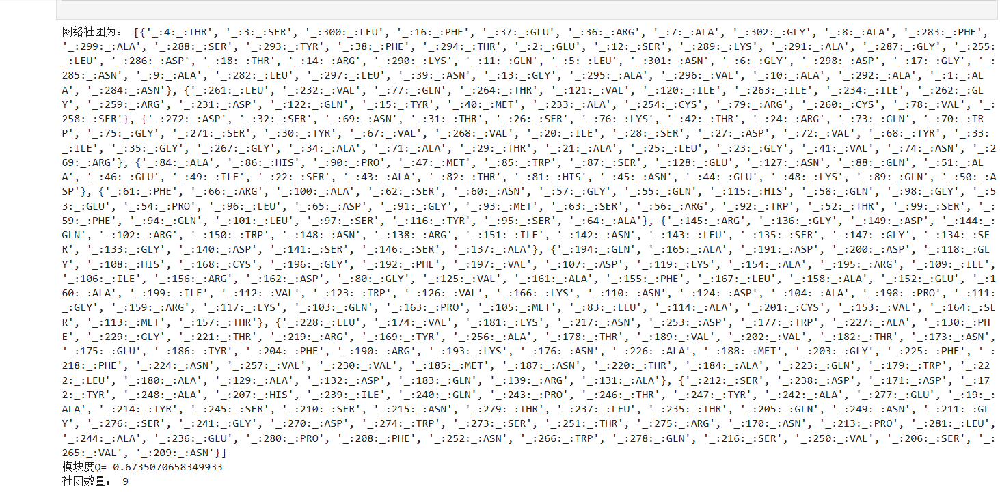 网络社团为： [{'_:4:_:THR', '_:3:_:SER', '_:300:_:LEU', '_:16:_:PHE', '_:37:_:GLU', '_:36:_:ARG', '_:7:_:ALA', '_:302:_:GLY', '_:8:_:ALA', '_:283:_:PHE',
'_:299:_:ALA', '_:288:_:SER', '_:293:_:TYR', '_:38:_:PHE', '_:294:_:THR', '_:2:_:GLU', '_:12:_:SER', '_:289:_:LYS', '_:291:_:ALA', '_:287:_:GLY', '_:255:
_:LEU', '_:286:_:ASP', '_:18:_:THR', '_:14:_:ARG', '_:290:_:LYS', '_:11:_:GLN', '_:5:_:LEU', '_:301:_:ASN', '_:6:_:GLY', '_:298:_:ASP', '_:17:_:GLY', '_:
285:_:ASN', '_:9:_:ALA', '_:282:_:LEU', '_:297:_:LEU', '_:39:_:ASN', '_:13:_:GLY', '_:295:_:ALA', '_:296:_:VAL', '_:10:_:ALA', '_:292:_:ALA', '_:1:_:AL
A', '_:284:_:ASN'}, {'_:261:_:LEU', '_:232:_:VAL', '_:77:_:GLN', '_:264:_:THR', '_:121:_:VAL', '_:120:_:ILE', '_:263:_:ILE', '_:234:_:ILE', '_:262:_:GL
Y', '_:259:_:ARG', '_:231:_:ASP', '_:122:_:GLN', '_:15:_:TYR', '_:40:_:MET', '_:233:_:ALA', '_:254:_:CYS', '_:79:_:ARG', '_:260:_:CYS', '_:78:_:VAL', '_:
258:_:SER'}, {'_:272:_:ASP', '_:32:_:SER', '_:69:_:ASN', '_:31:_:THR', '_:26:_:SER', '_:76:_:LYS', '_:42:_:THR', '_:24:_:ARG', '_:73:_:GLN', '_:70:_:TR
P', '_:75:_:GLY', '_:271:_:SER', '_:30:_:TYR', '_:67:_:VAL', '_:268:_:VAL', '_:20:_:ILE', '_:28:_:SER', '_:27:_:ASP', '_:72:_:VAL', '_:68:_:TYR', '_:33:
_:ILE', '_:35:_:GLY', '_:267:_:GLY', '_:34:_:ALA', '_:71:_:ALA', '_:29:_:THR', '_:21:_:ALA', '_:25:_:LEU', '_:23:_:GLY', '_:41:_:VAL', '_:74:_:ASN', '_:2
69:_:ARG'}, {'_:84:_:ALA', '_:86:_:HIS', '_:90:_:PRO', '_:47:_:MET', '_:85:_:TRP', '_:87:_:SER', '_:128:_:GLU', '_:127:_:ASN', '_:88:_:GLN', '_:51:_:AL
A', '_:46:_:GLU', '_:49:_:ILE', '_:22:_:SER', '_:43:_:ALA', '_:82:_:THR', '_:81:_:HIS', '_:45:_:ASN', '_:44:_:GLU', '_:48:_:LYS', '_:89:_:GLN', '_:50:_:A
SP'}, {'_:61:_:PHE', '_:66:_:ARG', '_:100:_:ALA', '_:62:_:SER', '_:60:_:ASN', '_:57:_:GLY', '_:55:_:GLN', '_:115:_:HIS', '_:58:_:GLN', '_:98:_:GLY', '_:5
3:_:GLU', '_:54:_:PRO', '_:96:_:LEU', '_:65:_:ASP', '_:91:_:GLY', '_:93:_:MET', '_:63:_:SER', '_:56:_:ARG', '_:92:_:TRP', '_:52:_:THR', '_:99:_:SER', '_:
59:_:PHE', '_:94:_:GLN', '_:101:_:LEU', '_:97:_:SER', '_:116:_:TYR', '_:95:_:SER', '_:64:_:ALA'}, {'_:145:_:ARG', '_:136:_:GLY', '_:149:_:ASP', '_:144:_:
GLN', '_:102:_:ARG', '_:150:_:TRP', '_:148:_:ASN', '_:138:_:ARG', '_:151:_:ILE', '_:142:_:ASN', '_:143:_:LEU', '_:135:_:SER', '_:147:_:GLY', '_:134:_:SE
R', '_:133:_:GLY', '_:140:_:ASP', '_:141:_:SER', '_:146:_:SER', '_:137:_:ALA'}, {'_:194:_:GLN', '_:165:_:ALA', '_:191:_:ASP', '_:200:_:ASP', '_:118:_:GL
Y', '_:108:_:HIS', '_:168:_:CYS', '_:196:_:GLY', '_:192:_:PHE', '_:197:_:VAL', '_:107:_:ASP', '_:119:_:LYS', '_:154:_:ALA', '_:195:_:ARG', '_:109:_:ILE',
'_:106:_:ILE', '_:156:_:ARG', '_:162:_:ASP', '_:80:_:GLY', '_:125:_:VAL', '_:161:_:ALA', '_:155:_:PHE', '_:167:_:LEU', '_:158:_:ALA', '_:152:_:GLU', '_:1
60:_:ALA', '_:199:_:ILE', '_:112:_:VAL', '_:123:_:TRP', '_:126:_:VAL', '_:166:_:LYS', '_:110:_:ASN', '_:124:_:ASP', '_:104:_:ALA', '_:198:_:PRO', '_:111:
_:GLY', '_:159:_:ARG', '_:117:_:LYS', '_:103:_:GLN', '_:163:_:PRO', '_:105:_:MET', '_:83:_:LEU', '_:114:_:ALA', '_:201:_:CYS', '_:153:_:VAL', '_:164:_:SE
R', '_:113:_:MET', '_:157:_:THR'}, {'_:228:_:LEU', '_:174:_:VAL', '_:181:_:LYS', '_:217:_:ASN', '_:253:_:ASP', '_:177:_:TRP', '_:227:_:ALA', '_:130:_:PH
E', '_:229:_:GLY', '_:221:_:THR', '_:219:_:ARG', '_:169:_:TYR', '_:256:_:ALA', '_:178:_:THR', '_:189:_:VAL', '_:202:_:VAL', '_:182:_:THR', '_:173:_:ASN',
'_:175:_:GLU', '_:186:_:TYR', '_:204:_:PHE', '_:190:_:ARG', '_:193:_:LYS', '_:176:_:ASN', '_:226:_:ALA', '_:188:_:MET', '_:203:_:GLY', '_:225:_:PHE', '_:
218:_:PHE', '_:224:_:ASN', '_:257:_:VAL', '_:230:_:VAL', '_:185:_:MET', '_:187:_:ASN', '_:220:_:THR', '_:184:_:ALA', '_:223:_:GLN', '_:179:_:TRP', '_:22
2:_:LEU', '_:180:_:ALA', '_:129:_:ALA', '_:132:_:ASP', '_:183:_:GLN', '_:139:_:ARG', '_:131:_:ALA'}, {'_:212:_:SER', '_:238:_:ASP', '_:171:_:ASP', '_:17
2:_:TYR', '_:248:_:ALA', '_:207:_:HIS', '_:239:_:ILE', '_:240:_:GLN', '_:243:_:PRO', '_:246:_:THR', '_:247:_:TYR', '_:242:_:ALA', '_:277:_:GLU', '_:19:_:
ALA', '_:214:_:TYR', '_:245:_:SER', '_:210:_:SER', '_:215:_:ASN', '_:279:_:THR', '_:237:_:LEU', '_:235:_:THR', '_:205:_:GLN', '_:249:_:ASN', '_:211:_:GL
Y', '_:276:_:SER', '_:241:_:GLY', '_:270:_:ASP', '_:274:_:TRP', '_:273:_:SER', '_:251:_:THR', '_:275:_:ARG', '_:170:_:ASN', '_:213:_:PRO', '_:281:_:LEU',
'_:244:_:ALA', '_:236:_:GLU', '_:280:_:PRO', '_:208:_:PHE', '_:252:_:ASN', '_:266:_:TRP', '_:278:_:GLN', '_:216:_:SER', '_:250:_:VAL', '_:206:_:SER', '_:
265:_:VAL', '_:209:_:ASN'}]
模块度Q= 0.6735070658349933
社团数量： 9